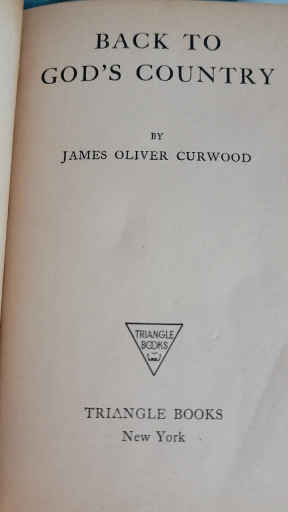 BACK TO
GOD'S COUNTRY
BY
JAMES OLIVER CURWOOD
TRIANGLE
BOOKS
TRIANGLE BOOKS
New York